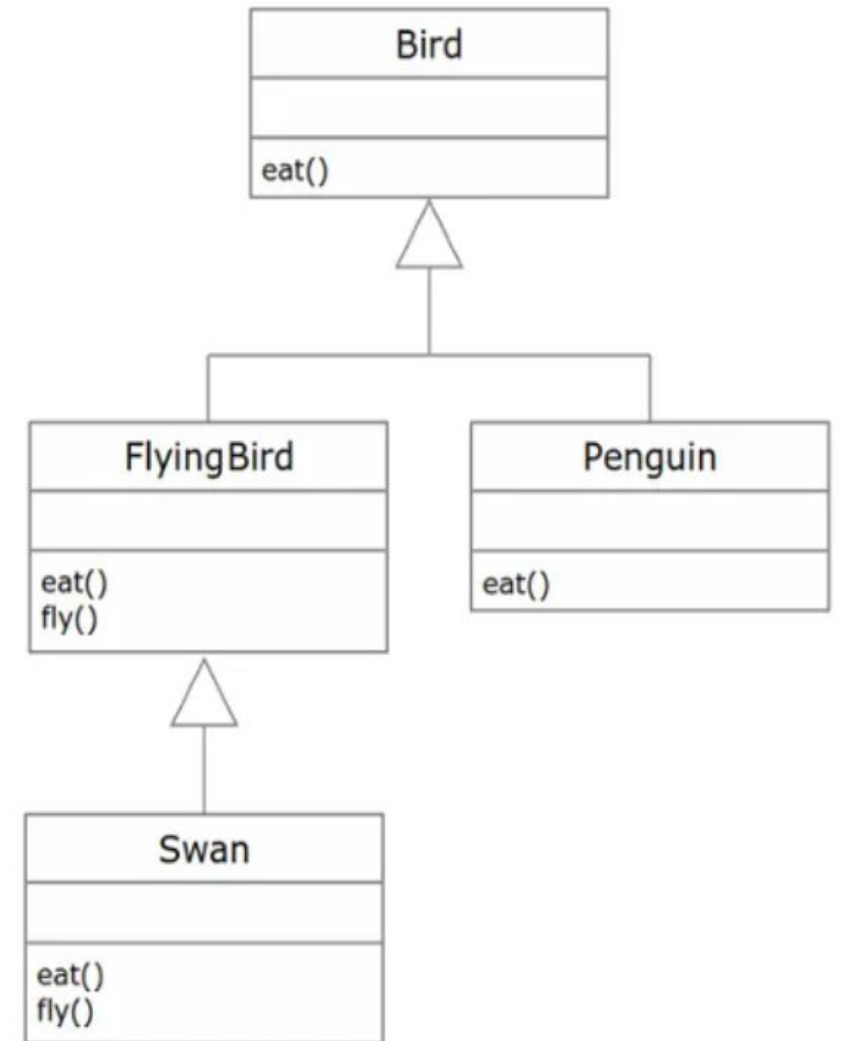 Bird
eat()
FlyingBird
eat()
fly()
Penguin
eat()
Swan
eat()
fly()